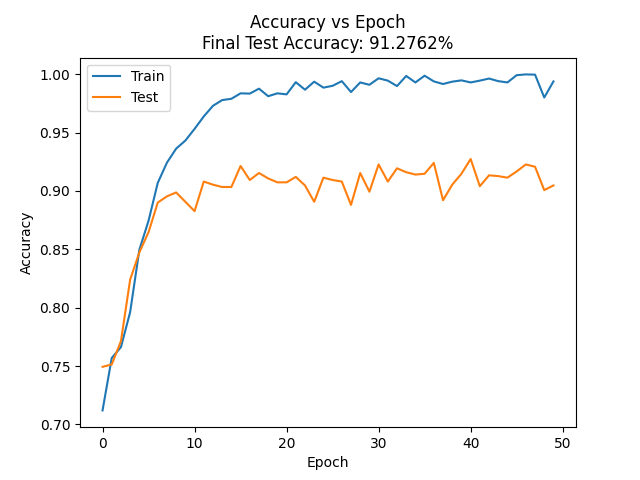 Accuracy vs Epoch
Final Test Accuracy: 91.2762%
Train
Test
1.00
0.95
0.90
0.85
0.80
0.75
0.70
Accuracy
0 10 20 30 40 50
Epoch